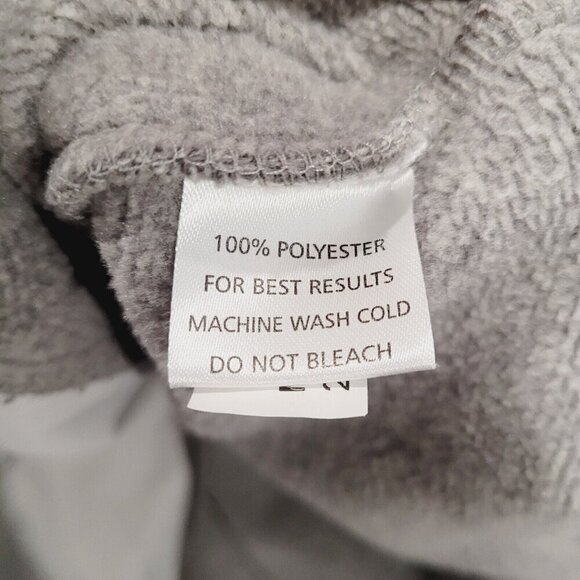 100% POLYESTER
FOR BEST RESULTS
MACHINE WASH COLD
DO NOT BLEACH